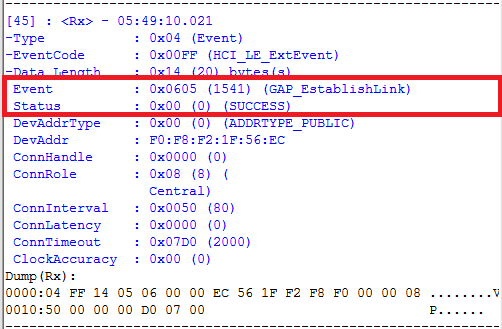 [45] : <Rx> - 05:49:10.021
-Type : 0x04 (Event)
-EventCode : 0x00FF (HCI_LE_ExtEvent)
-Data Length : 0x14 (20) bytes(s)
Event : 0x0605 (1541) (GAP_EstablishLink)
Status : 0x00 (0) (SUCCESS)
DevAddrType : 0x00 (0) (ADDRTYPE_PUBLIC)
DevAddr : F0:F8:F2:1F:56:EC
ConnHandle : 0x0000 (0)
ConnRole : 0x08 (8) (
Central)
ConnInterval : 0x0050 (80)
ConnLatency : 0x0000 (0)
ConnTimeout : 0x07D0 (2000)
ClockAccuracy : 0x00 (0)
Dump(Rx):
0000:04 FF 14 05 06 00 00 EC 56 1F F2 F8 F0 00 00 08 ........V
0010:50 00 00 00 D0 07 00 P......